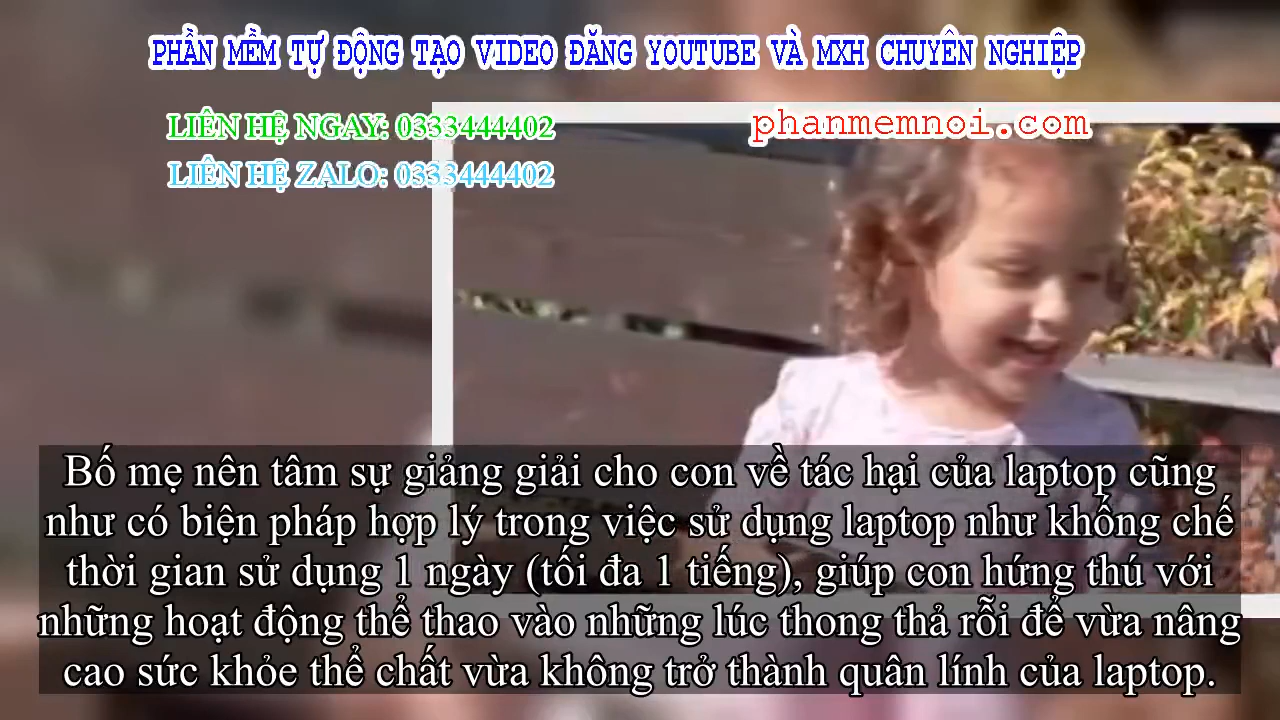 PHẦN MỀM TỰ ĐỘNG TẠO VIDEO ĐĂNG YOUTUBE VÀ MXH CHUYÊN NGHIỆP
LIÊN HỆ NGAY: 0333444402
phanmemnoi.com
LIÊN HỆ ZALO: 0333444402
Bố mẹ nên tâm sự giảng giải cho con về tác hại của laptop cũng
như có biện pháp hợp lý trong việc sử dụng laptop như khống chế
thời gian sử dụng 1 ngày (tối đa 1 tiếng), giúp con hứng thú với
những hoạt động thể thao vào những lúc thong thả rỗi để vừa nâng
cao sức khỏe thể chất vừa không trở thành quân lính của laptop.